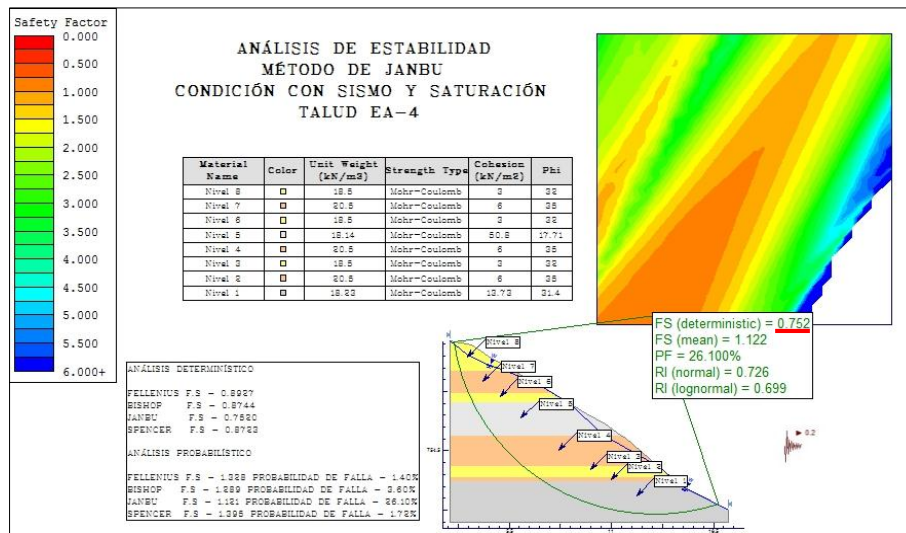 Safety Factor
0.000
0.500
1.000
1.500
2.000
2.500
3.000
3.500
4.000
4.500
5.000
5.500
6.000+
ANÁLISIS DE ESTABILIDAD
MÉTODO DE JANBU
CONDICIÓN CON SISMO Y SATURACIÓN
TALUD EA-4
Material Name Color Unit Weight (kN/m3) Strength Type Cohesion (kN/m2) Phi
Nivel 8 18.5 Mohr-Coulomb 3 32
Nivel 7 20.5 Mohr-Coulomb 6 35
Nivel 6 18.5 Mohr-Coulomb 3 32
Nivel 5 18.14 Mohr-Coulomb 50.8 17.71
Nivel 4 20.5 Mohr-Coulomb 6 35
Nivel 3 18.5 Mohr-Coulomb 3 32
Nivel 2 20.5 Mohr-Coulomb 6 35
Nivel 1 18.23 Mohr-Coulomb 13.73 31.4
FS (deterministic) = 0.752
FS (mean) = 1.122
PF = 26.100%
RI (normal) = 0.726
RI (lognormal) = 0.699
ANÁLISIS DETERMINÍSTICO
FELLENIUS F.S - 0.8927
BISHOP F.S - 0.8744
JANBU F.S - 0.7520
SPENCER F.S - 0.8723
ANÁLISIS PROBABILÍSTICO
FELLENIUS F.S - 1.328 PROBABILIDAD DE FALLA - 1.40%
BISHOP F.S - 1.289 PROBABILIDAD DE FALLA - 3.60%
JANBU F.S - 1.121 PROBABILIDAD DE FALLA - 26.10%
SPENCER F.S - 1.395 PROBABILIDAD DE FALLA - 1.72%
Nivel 8
Nivel 7
Nivel 6
Nivel 5
Nivel 4
Nivel 3
Nivel 2
Nivel 1
0.2